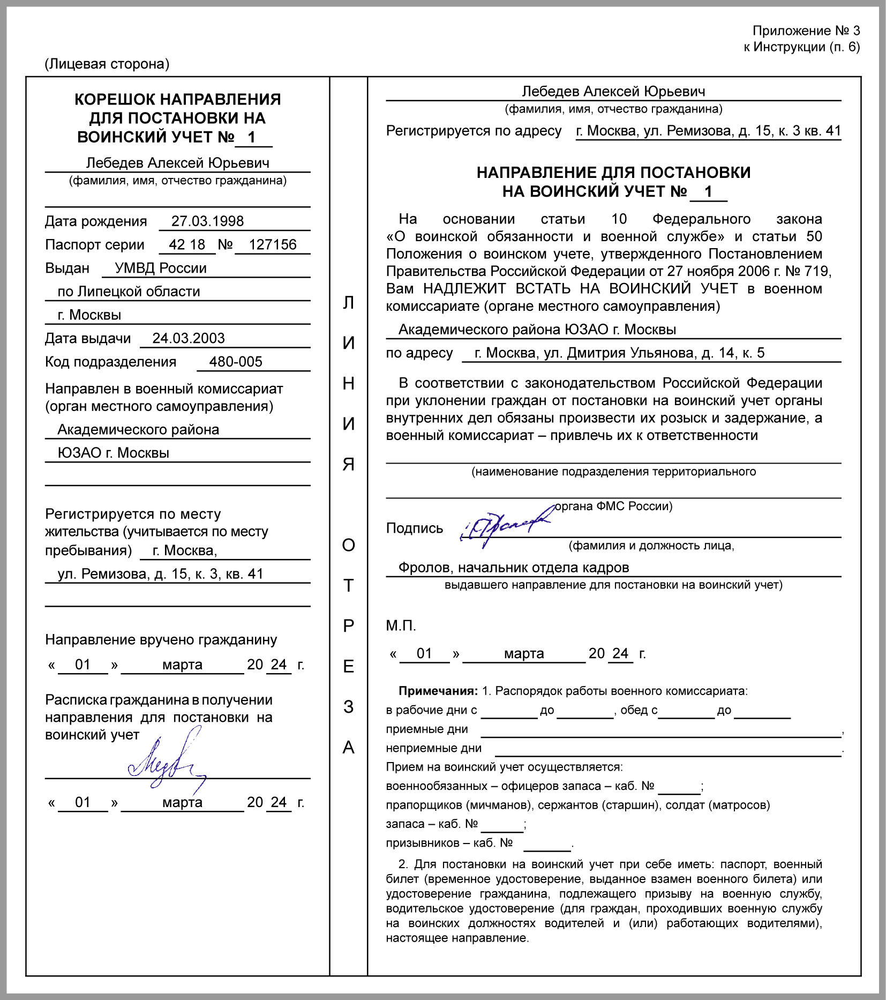 Приложение № 3
к Инструкции (п. 6)
(Лицевая сторона)
КОРЕШОК НАПРАВЛЕНИЯ
ДЛЯ ПОСТАНОВКИ НА
ВОИНСКИЙ УЧЕТ № 1
Лебедев Алексей Юрьевич
(фамилия, имя, отчество гражданина)
Дата рождения 27.03.1998
Паспорт серии 42 18 № 127156
Выдан УМВД России
по Липецкой области
г. Москвы
Дата выдачи 24.03.2003
Код подразделения 480-005
Направлен в военный комиссариат
(орган местного самоуправления)
Академического района
ЮЗАО г. Москвы
Регистрируется по месту
жительства (учитывается по месту
пребывания) г. Москва,
ул. Ремизова, д. 15, к. 3, кв. 41
Направление вручено гражданину
« 01 » марта 20 24 г.
Расписка гражданина в получении
направления для постановки на
воинский учет
« 01 » марта 20 24 г.
ЛИНИЯ ОТРЕЗА
Лебедев Алексей Юрьевич
(фамилия, имя, отчество гражданина)
Регистрируется по адресу г. Москва, ул. Ремизова, д. 15, к. 3 кв. 41
НАПРАВЛЕНИЕ ДЛЯ ПОСТАНОВКИ
НА ВОИНСКИЙ УЧЕТ № 1
На основании статьи 10 Федерального закона
«О воинской обязанности и военной службе» и статьи 50
Положения о воинском учете, утвержденного Постановлением
Правительства Российской Федерации от 27 ноября 2006 г. № 719,
Вам НАДЛЕЖИТ ВСТАТЬ НА ВОИНСКИЙ УЧЕТ в военном
комиссариате (органе местного самоуправления)
Академического района ЮЗАО г. Москвы
по адресу г. Москва, ул. Дмитрия Ульянова, д. 14, к. 5
В соответствии с законодательством Российской Федерации
при уклонении граждан от постановки на воинский учет органы
внутренних дел обязаны произвести их розыск и задержание, а
военный комиссариат – привлечь их к ответственности
(наименование подразделения территориального
органа ФМС России)
Подпись
(фамилия и должность лица,
Фролов, начальник отдела кадров
выдавшего направление для постановки на воинский учет)
М.П.
« 01 » марта 20 24 г.
Примечания: 1. Распорядок работы военного комиссариата:
в рабочие дни с ______ до ______, обед с ______ до ______
приемные дни ______,
неприемные дни ______.
Прием на воинский учет осуществляется:
военнообязанных – офицеров запаса – каб. № ______;
прапорщиков (мичманов), сержантов (старшин), солдат (матросов)
запаса – каб. № ______;
призывников – каб. № ______.
2. Для постановки на воинский учет при себе иметь: паспорт, военный
билет (временное удостоверение, выданное взамен военного билета) или
удостоверение гражданина, подлежащего призыву на военную службу,
водительское удостоверение (для граждан, проходивших военную службу
на воинских должностях водителей и (или) работающих водителями),
настоящее направление.